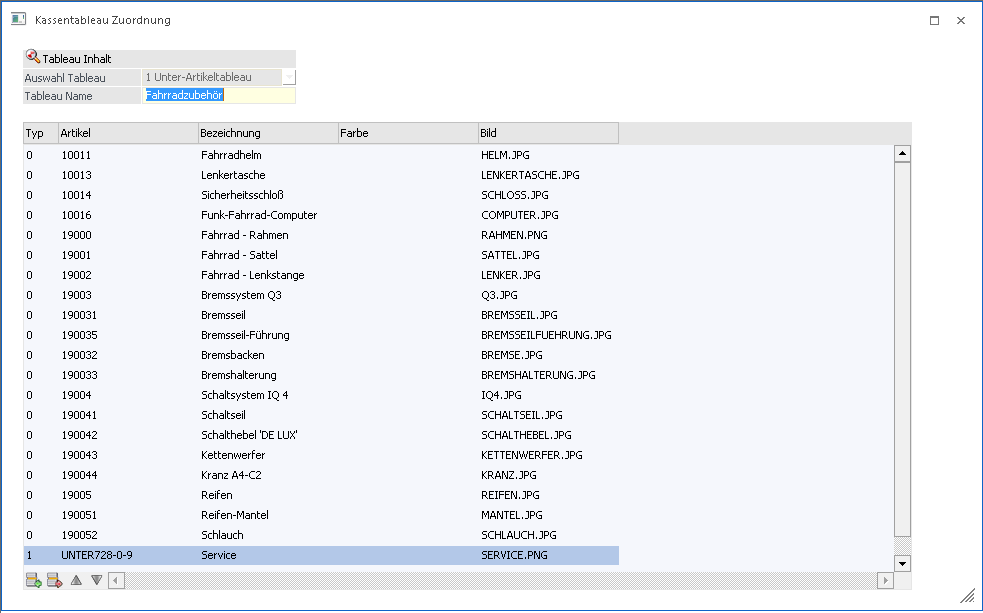 Kassentableau Zuordnung
Tableau Inhalt
Auswahl Tableau 1 Unter-Artikeltableau
Tableau Name Fahrradzubehör
Typ Artikel Bezeichnung Farbe Bild
0 10011 Fahrradhelm HELM.JPG
0 10013 Lenkertasche LENKERTASCHE.JPG
0 10014 Sicherheitsschloß SCHLOSS.JPG
0 10016 Funk-Fahrrad-Computer COMPUTER.JPG
0 19000 Fahrrad - Rahmen RAHMEN.PNG
0 19001 Fahrrad - Sattel SATTEL.JPG
0 19002 Fahrrad - Lenkstange LENKER.JPG
0 19003 Bremssystem Q3 Q3.JPG
0 190031 Bremsseil BREMSSEIL.JPG
0 190035 Bremsseil-Führung BREMSSEILFUEHRUNG.JPG
0 190032 Bremsbacken BREMSE.JPG
0 190033 Bremshalterung BREMSHALTERUNG.JPG
0 19004 Schaltsystem IQ 4 IQ4.JPG
0 190041 Schaltseil SCHALTSEIL.JPG
0 190042 Schalthebel 'DE LUX' SCHALTHEBEL.JPG
0 190043 Kettenwerfer KETTENWERFER.JPG
0 190044 Kranz A4-C2 KRANZ.JPG
0 19005 Reifen REIFEN.JPG
0 190051 Reifen-Mantel MANTEL.JPG
0 190052 Schlauch SCHLAUCH.JPG
1 UNTER728-0-9 Service SERVICE.PNG